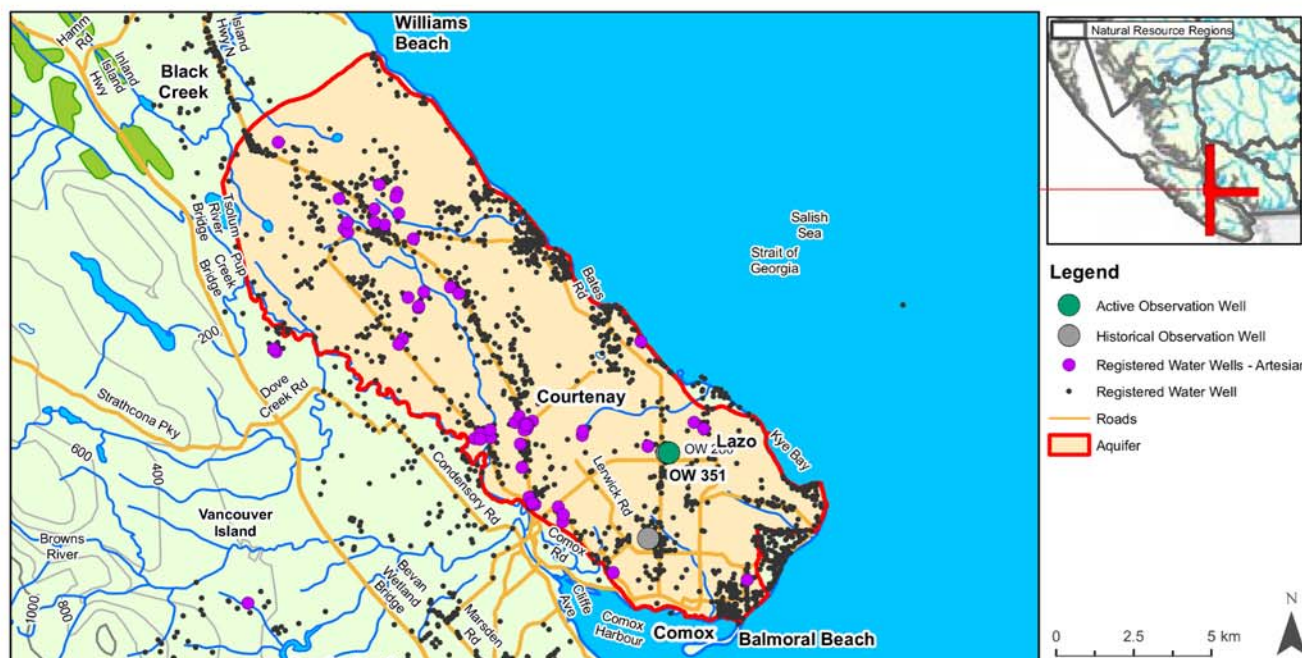 Williams
Beach
Island
Hwy N
Hamm
Rd
Inland
Island
Hwy
Black
Creek
Tsolum
River
Bridge
Pup
Creek
Bridge
200
Dove
Creek Rd
Strathcona Pky
600
400
Vancouver
Island
Browns
River
1000
800
Condensory Rd
Bevan
Wetland
Bridge
Marsden
Rd
Bates
Rd
Salish
Sea
Strait of
Georgia
Courtenay
Lazo
Kye Bay
OW 351
Lerwick Rd
Comox
Rd
Cliffe
Ave
Comox
Harbour
Comox
Balmoral Beach
Natural Resource Regions
Legend
Active Observation Well
Historical Observation Well
Registered Water Wells - Artesian
Registered Water Well
Roads
Aquifer
N
0 2.5 5 km